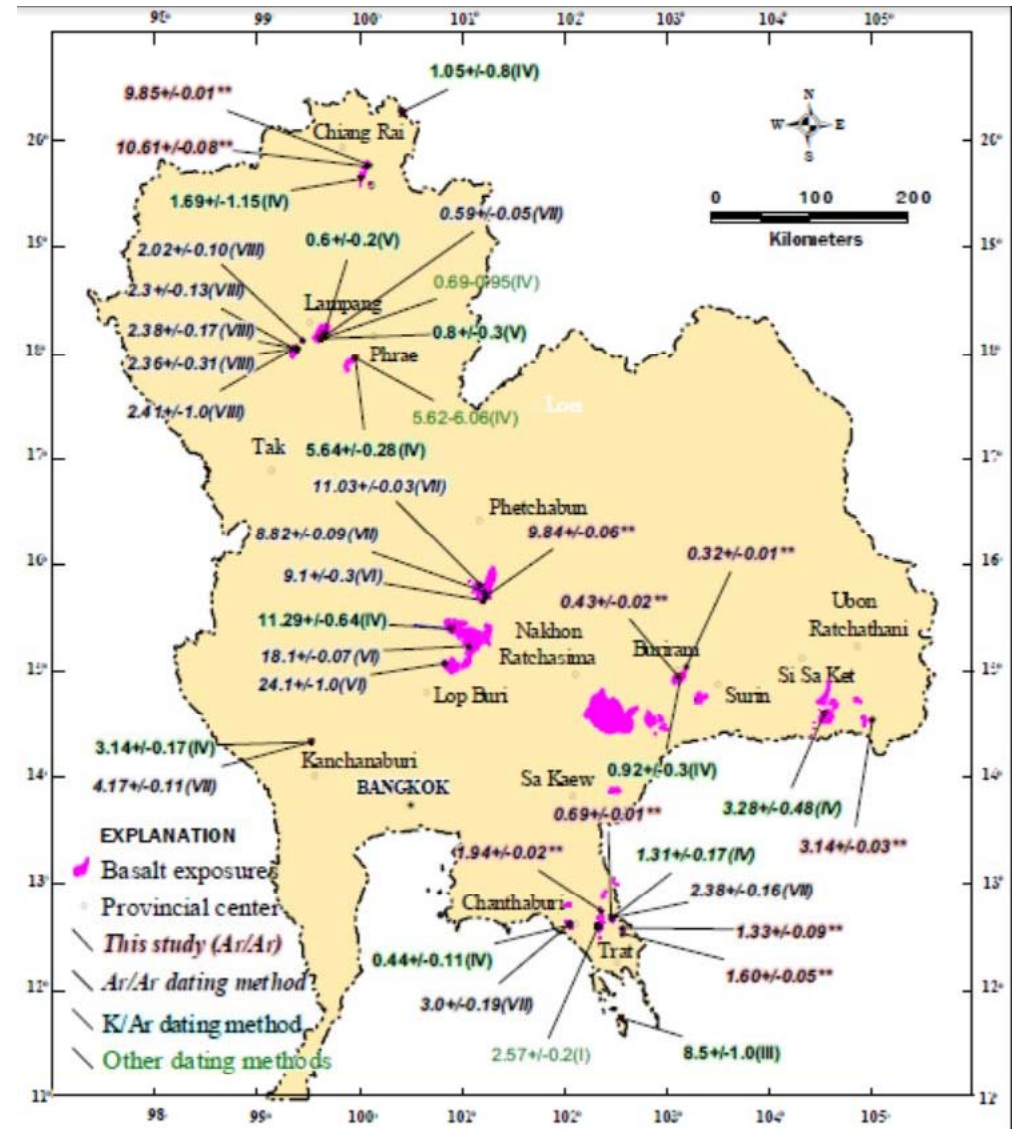 98°
99°
100°
101°
102°
103°
104°
105°
1.05+/-0.8(IV)
9.85+/-0.01**
N
W E
S
20°
Chiang Rai
20°
10.61+/-0.08**
1.69+/-1.15(IV)
0 100 200
Kilometers
0.59+/-0.05(VII)
19°
0.6+/-0.2(V)
19°
2.02+/-0.10(VIII)
0.69-0.95(IV)
2.3+/-0.13(VIII)
Lampang
2.38+/-0.17(VIII)
0.8+/-0.3(V)
18°
Phrae
18°
2.36+/-0.31(VIII)
2.41+/-1.0(VIII)
5.62-6.06(IV)
Loei
5.64+/-0.28(IV)
Tak
17°
17°
11.03+/-0.03(VII)
Phetchabun
8.82+/-0.09(VII)
9.84+/-0.06**
0.32+/-0.01**
16°
16°
9.1+/-0.3(VI)
0.43+/-0.02**
Ubon
Ratchathani
11.29+/-0.64(IV)
Nakhon
Ratchasima
Buriram
18.1+/-0.07(VI)
15°
Si Sa Ket
15°
24.1+/-1.0(VI)
Lop Buri
Surin
3.14+/-0.17(IV)
Kanchanaburi
4.17+/-0.11(VII)
14°
BANGKOK
Sa Kaew
0.92+/-0.3(IV)
14°
0.69+/-0.01**
3.28+/-0.48(IV)
3.14+/-0.03**
EXPLANATION
Basalt exposures
Provincial center
This study (Ar/Ar)
Ar/Ar dating method
K/Ar dating method
Other dating methods
1.94+/-0.02**
1.31+/-0.17(IV)
13°
2.38+/-0.16(VII)
13°
Chanthaburi
1.33+/-0.09**
Trat
0.44+/-0.11(IV)
1.60+/-0.05**
12°
3.0+/-0.19(VII)
12°
2.57+/-0.2(I)
8.5+/-1.0(III)
11°
12°
98°
99°
100°
101°
102°
103°
104°
105°